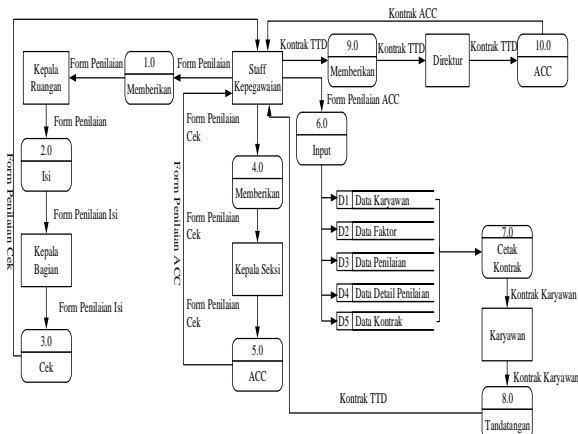 Kontrak ACC
Form Penilaian
1.0
Memberikan
Form Penilaian
Kepala
Ruangan
Staff
Kepegawaian
Kontrak TTD
9.0
Memberikan
Kontrak TTD
Direktur
Kontrak TTD
10.0
ACC
Form Penilaian
2.0
Isi
Form Penilaian Isi
Kepala
Bagian
Form Penilaian Isi
3.0
Cek
Form Penilaian Cek
Form Penilaian
Cek
4.0
Memberikan
Form Penilaian
Cek
Kepala Seksi
Form Penilaian
Cek
5.0
ACC
Form Penilaian ACC
Form Penilaian ACC
6.0
Input
D1 Data Karyawan
D2 Data Faktor
D3 Data Penilaian
D4 Data Detail Penilaian
D5 Data Kontrak
7.0
Cetak
Kontrak
Kontrak Karyawan
Karyawan
Kontrak Karyawan
8.0
Tandatangan
Kontrak TTD